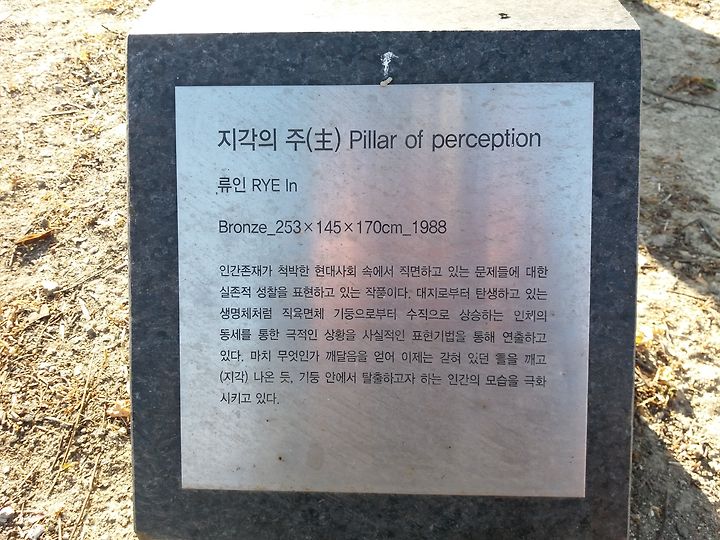 지각의 주(主) Pillar of perception
류인 RYE In
Bronze_253×145×170cm_1988
인간존재가 척박한 현대사회 속에서 직면하고 있는 문제들에 대한
실존적 성찰을 표현하고 있는 작품이다. 대지로부터 탄생하고 있는
생명체처럼 직육면체 기둥으로부터 수직으로 상승하는 인체의
동세를 통한 극적인 상황을 사실적인 표현기법을 통해 연출하고
있다. 마치 무엇인가 깨달음을 얻어 이제는 갇혀 있던 틀을 깨고
(지각) 나온 듯, 기둥 안에서 탈출하고자 하는 인간의 모습을 극화
시키고 있다.